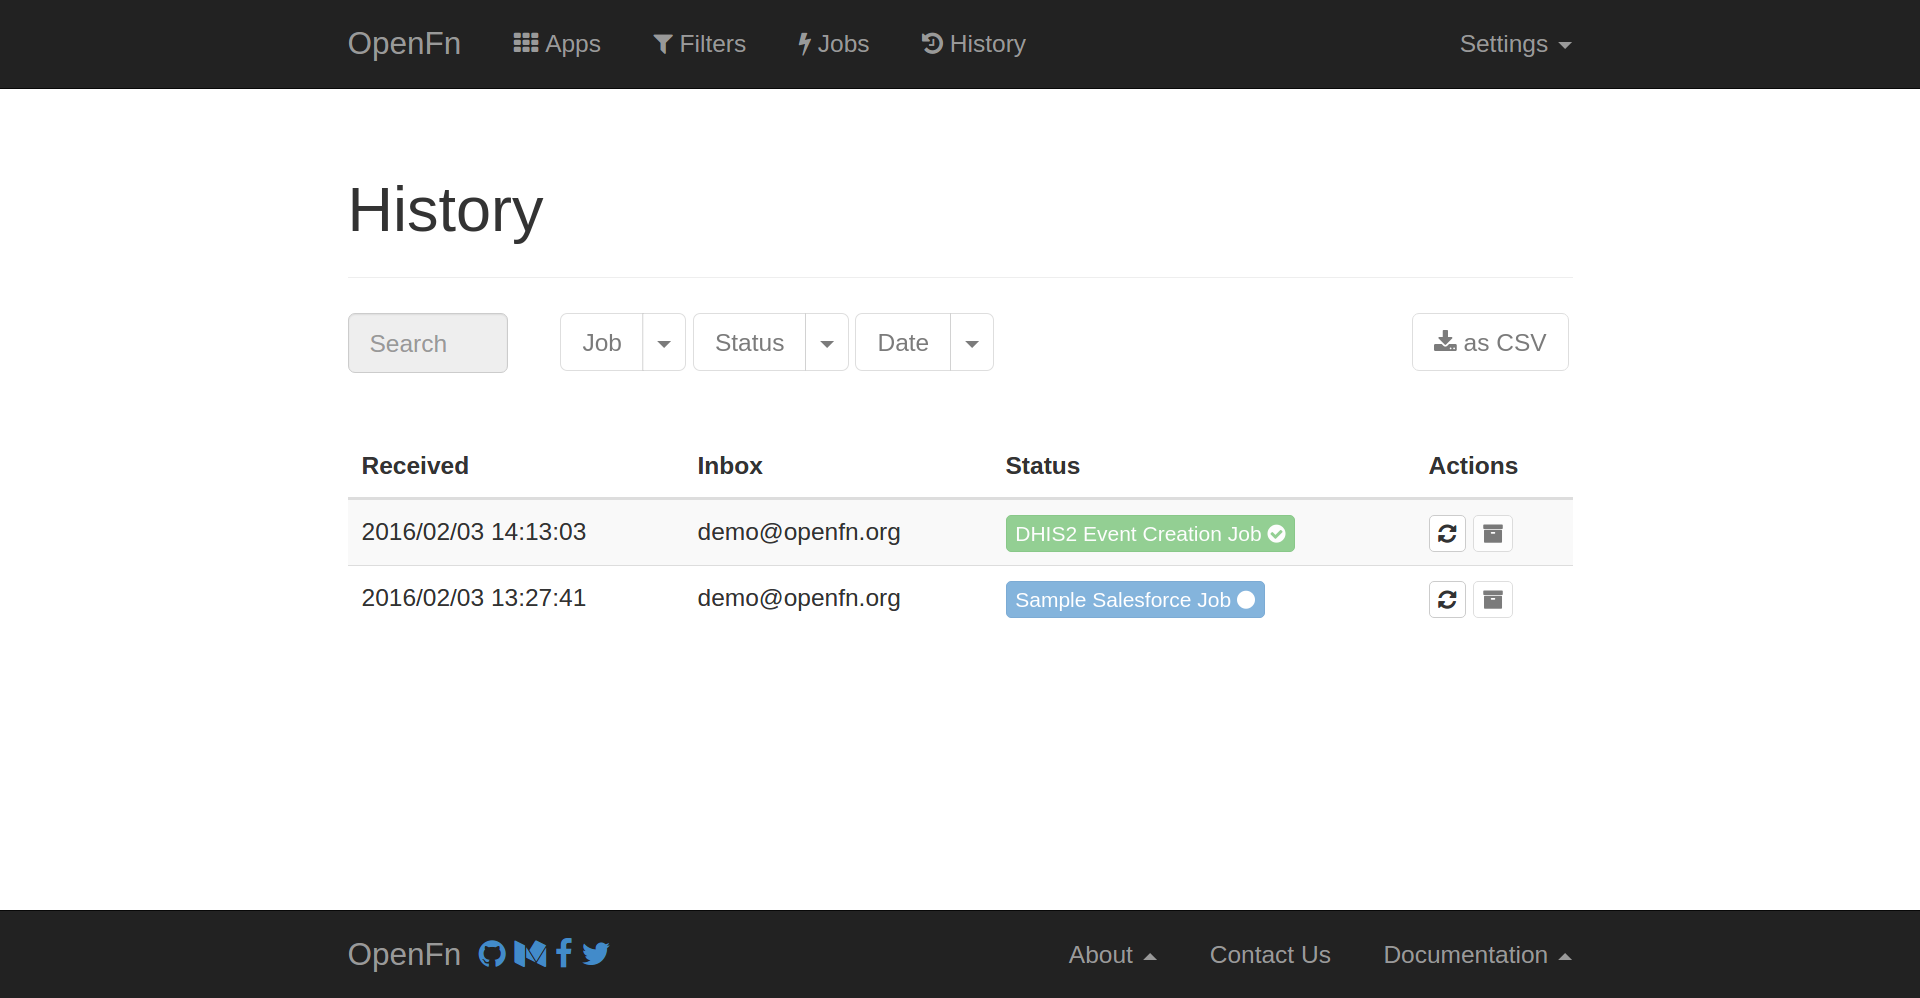 OpenFn Apps Filters Jobs History Settings
History
Search Job Status Date as CSV
Received Inbox Status Actions
2016/02/03 14:13:03 demo@openfn.org DHIS2 Event Creation Job
2016/02/03 13:27:41 demo@openfn.org Sample Salesforce Job
OpenFn About Contact Us Documentation